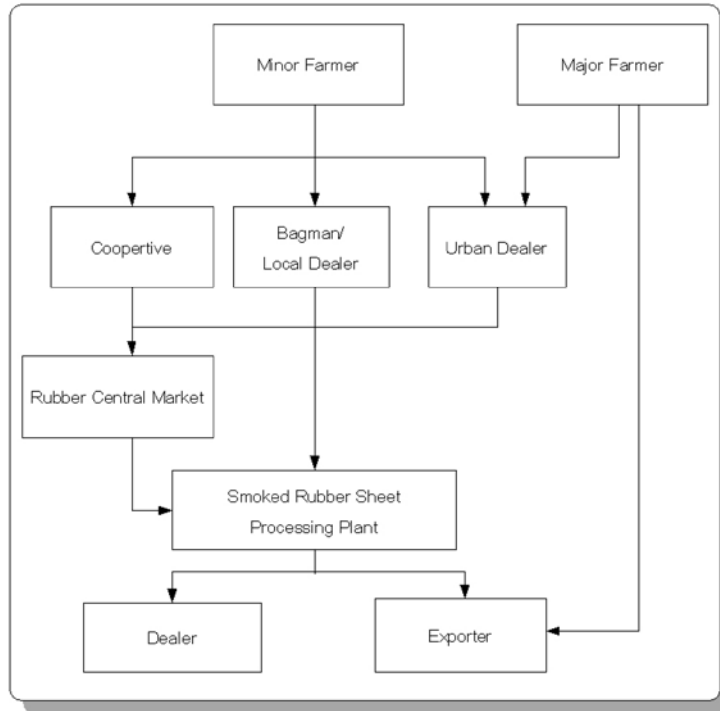 Minor Farmer
Major Farmer
Coopertive
Bagman/
Local Dealer
Urban Dealer
Rubber Central Market
Smoked Rubber Sheet
Processing Plant
Dealer
Exporter